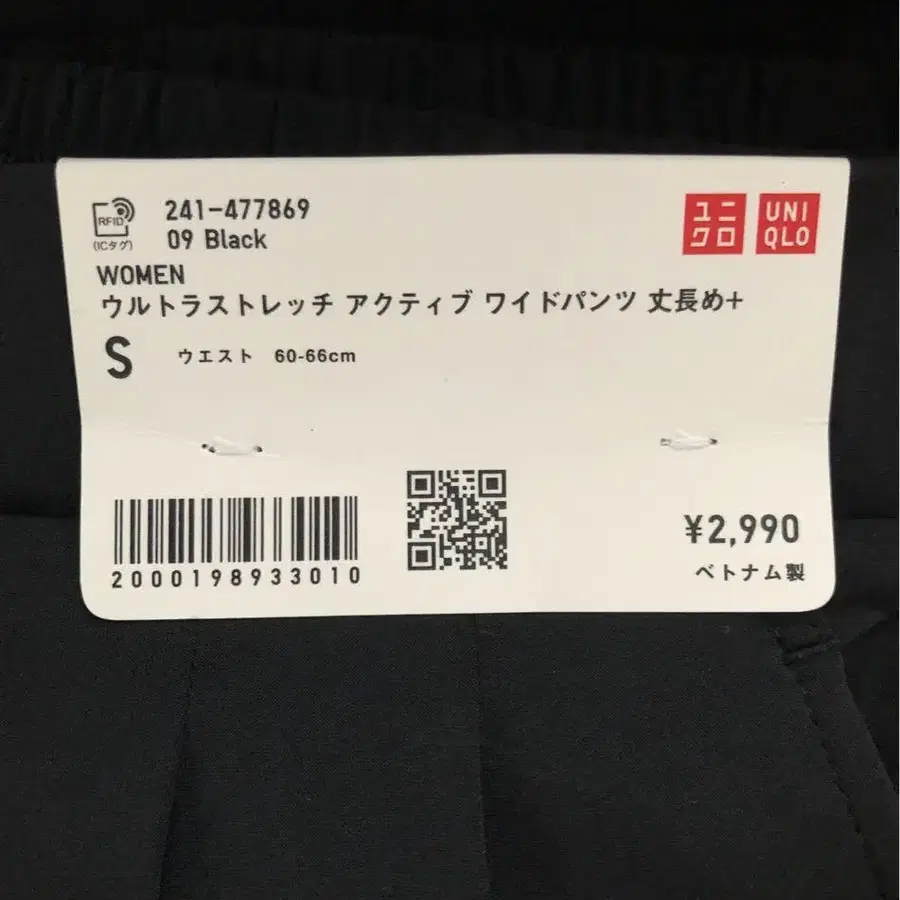 RFID
(ICタグ)
241-477869
09 Black
ユニ
クロ
UNI
QLO
WOMEN
ウルトラストレッチ アクティブ ワイドパンツ 丈長め+
S ウエスト 60-66cm
2000198933010
¥2,990
ベトナム製